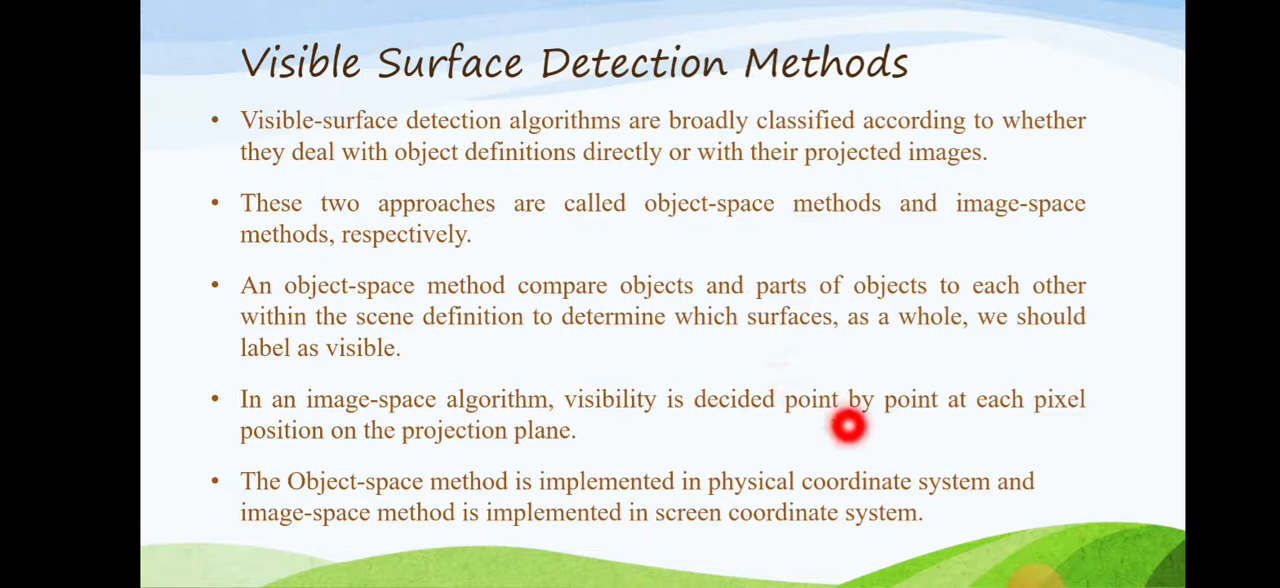 Visible Surface Detection Methods
• Visible-surface detection algorithms are broadly classified according to whether
they deal with object definitions directly or with their projected images.
• These two approaches are called object-space methods and image-space
methods, respectively.
• An object-space method compare objects and parts of objects to each other
within the scene definition to determine which surfaces, as a whole, we should
label as visible.
• In an image-space algorithm, visibility is decided point by point at each pixel
position on the projection plane.
• The Object-space method is implemented in physical coordinate system and
image-space method is implemented in screen coordinate system.